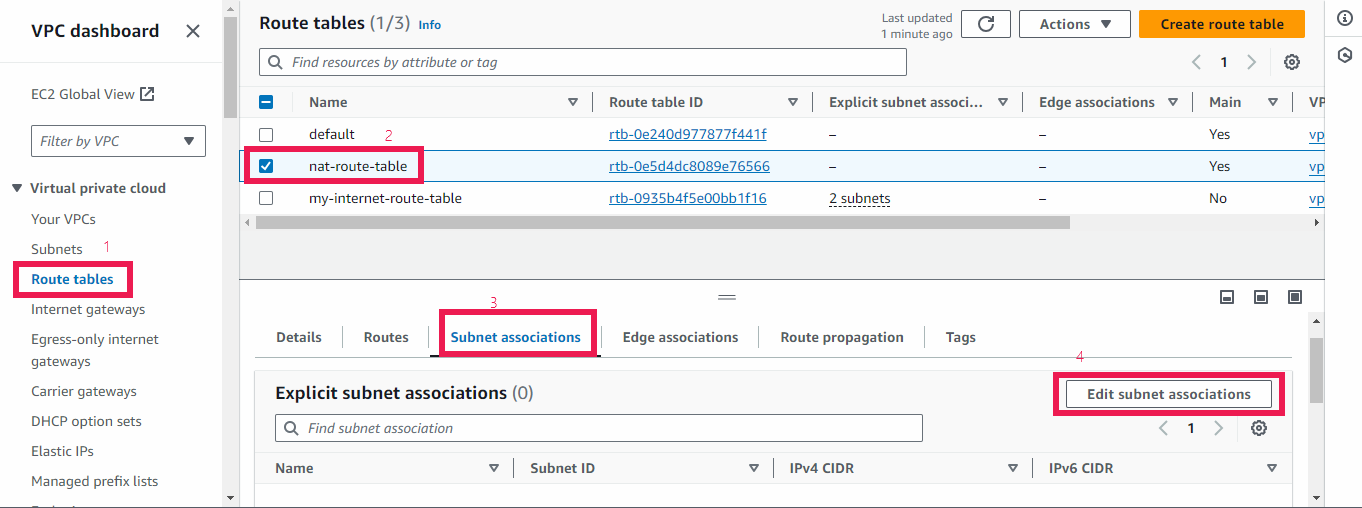 VPC dashboard
EC2 Global View
Filter by VPC
Virtual private cloud
Your VPCs
Subnets
1
Route tables
Internet gateways
Egress-only internet
gateways
Carrier gateways
DHCP option sets
Elastic IPs
Managed prefix lists
Route tables (1/3) Info
Last updated
1 minute ago
Actions
Create route table
Find resources by attribute or tag
1
Name Route table ID Explicit subnet associ... Edge associations Main VP
default 2 rtb-0e240d977877f441f – – Yes vp
nat-route-table rtb-0e5d4dc8089e76566 – – Yes vp
my-internet-route-table rtb-0935b4f5e00bb1f16 2 subnets – No vp
3
Details Routes Subnet associations Edge associations Route propagation Tags
4
Explicit subnet associations (0)
Edit subnet associations
Find subnet association
1
Name Subnet ID IPv4 CIDR IPv6 CIDR